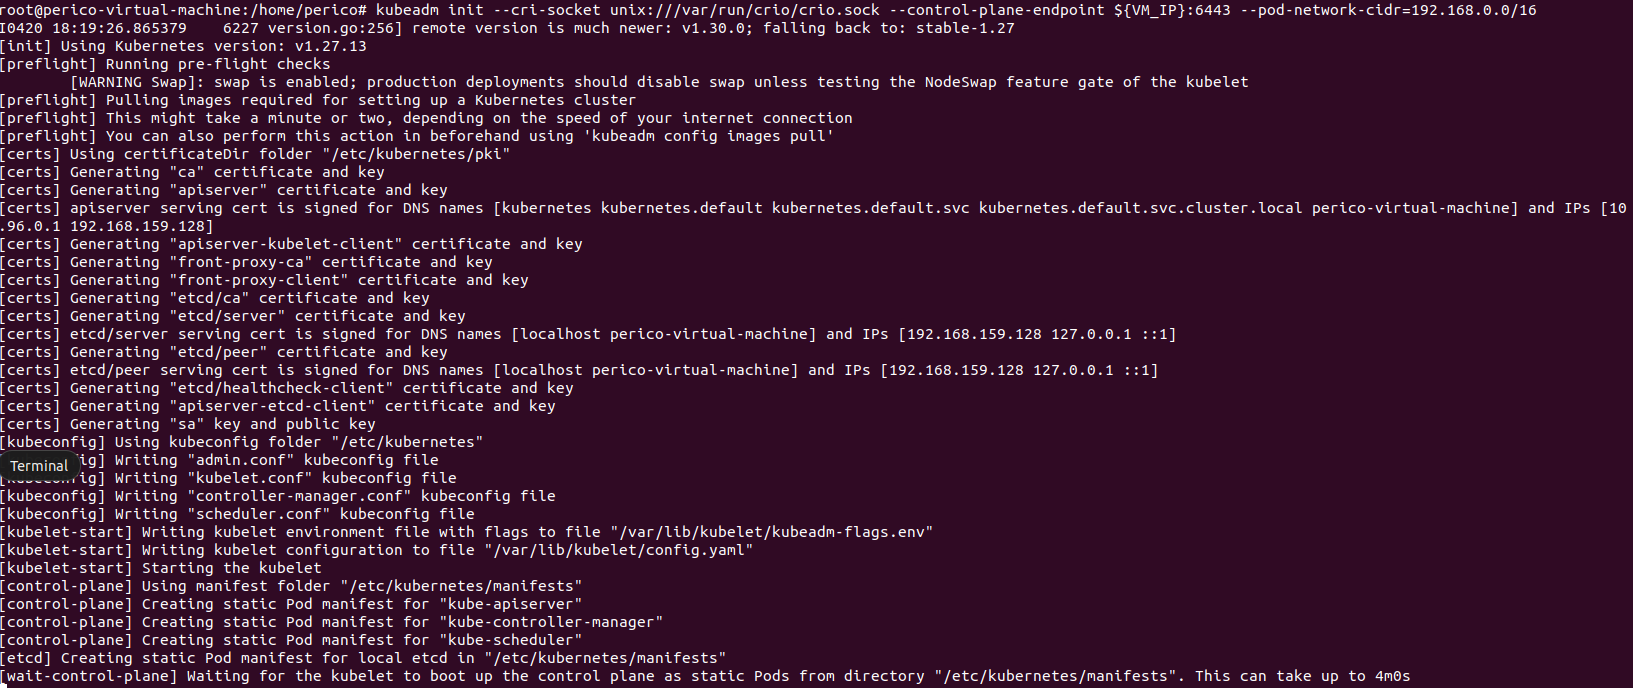 root@perico-virtual-machine:/home/perico# kubeadm init --cri-socket unix:///var/run/crio/crio.sock --control-plane-endpoint ${VM_IP}:6443 --pod-network-cidr=192.168.0.0/16
I0420 18:19:26.865379    6227 version.go:256] remote version is much newer: v1.30.0; falling back to: stable-1.27
[init] Using Kubernetes version: v1.27.13
[preflight] Running pre-flight checks
        [WARNING Swap]: swap is enabled; production deployments should disable swap unless testing the NodeSwap feature gate of the kubelet
[preflight] Pulling images required for setting up a Kubernetes cluster
[preflight] This might take a minute or two, depending on the speed of your internet connection
[preflight] You can also perform this action in beforehand using 'kubeadm config images pull'
[certs] Using certificateDir folder "/etc/kubernetes/pki"
[certs] Generating "ca" certificate and key
[certs] Generating "apiserver" certificate and key
[certs] apiserver serving cert is signed for DNS names [kubernetes kubernetes.default kubernetes.default.svc kubernetes.default.svc.cluster.local perico-virtual-machine] and IPs [10
.96.0.1 192.168.159.128]
[certs] Generating "apiserver-kubelet-client" certificate and key
[certs] Generating "front-proxy-ca" certificate and key
[certs] Generating "front-proxy-client" certificate and key
[certs] Generating "etcd/ca" certificate and key
[certs] Generating "etcd/server" certificate and key
[certs] etcd/server serving cert is signed for DNS names [localhost perico-virtual-machine] and IPs [192.168.159.128 127.0.0.1 ::1]
[certs] Generating "etcd/peer" certificate and key
[certs] etcd/peer serving cert is signed for DNS names [localhost perico-virtual-machine] and IPs [192.168.159.128 127.0.0.1 ::1]
[certs] Generating "etcd/healthcheck-client" certificate and key
[certs] Generating "apiserver-etcd-client" certificate and key
[certs] Generating "sa" key and public key
[kubeconfig] Using kubeconfig folder "/etc/kubernetes"
Terminal
ig] Writing "admin.conf" kubeconfig file
[kubeconfig] Writing "kubelet.conf" kubeconfig file
[kubeconfig] Writing "controller-manager.conf" kubeconfig file
[kubeconfig] Writing "scheduler.conf" kubeconfig file
[kubelet-start] Writing kubelet environment file with flags to file "/var/lib/kubelet/kubeadm-flags.env"
[kubelet-start] Writing kubelet configuration to file "/var/lib/kubelet/config.yaml"
[kubelet-start] Starting the kubelet
[control-plane] Using manifest folder "/etc/kubernetes/manifests"
[control-plane] Creating static Pod manifest for "kube-apiserver"
[control-plane] Creating static Pod manifest for "kube-controller-manager"
[control-plane] Creating static Pod manifest for "kube-scheduler"
[etcd] Creating static Pod manifest for local etcd in "/etc/kubernetes/manifests"
[wait-control-plane] Waiting for the kubelet to boot up the control plane as static Pods from directory "/etc/kubernetes/manifests". This can take up to 4m0s